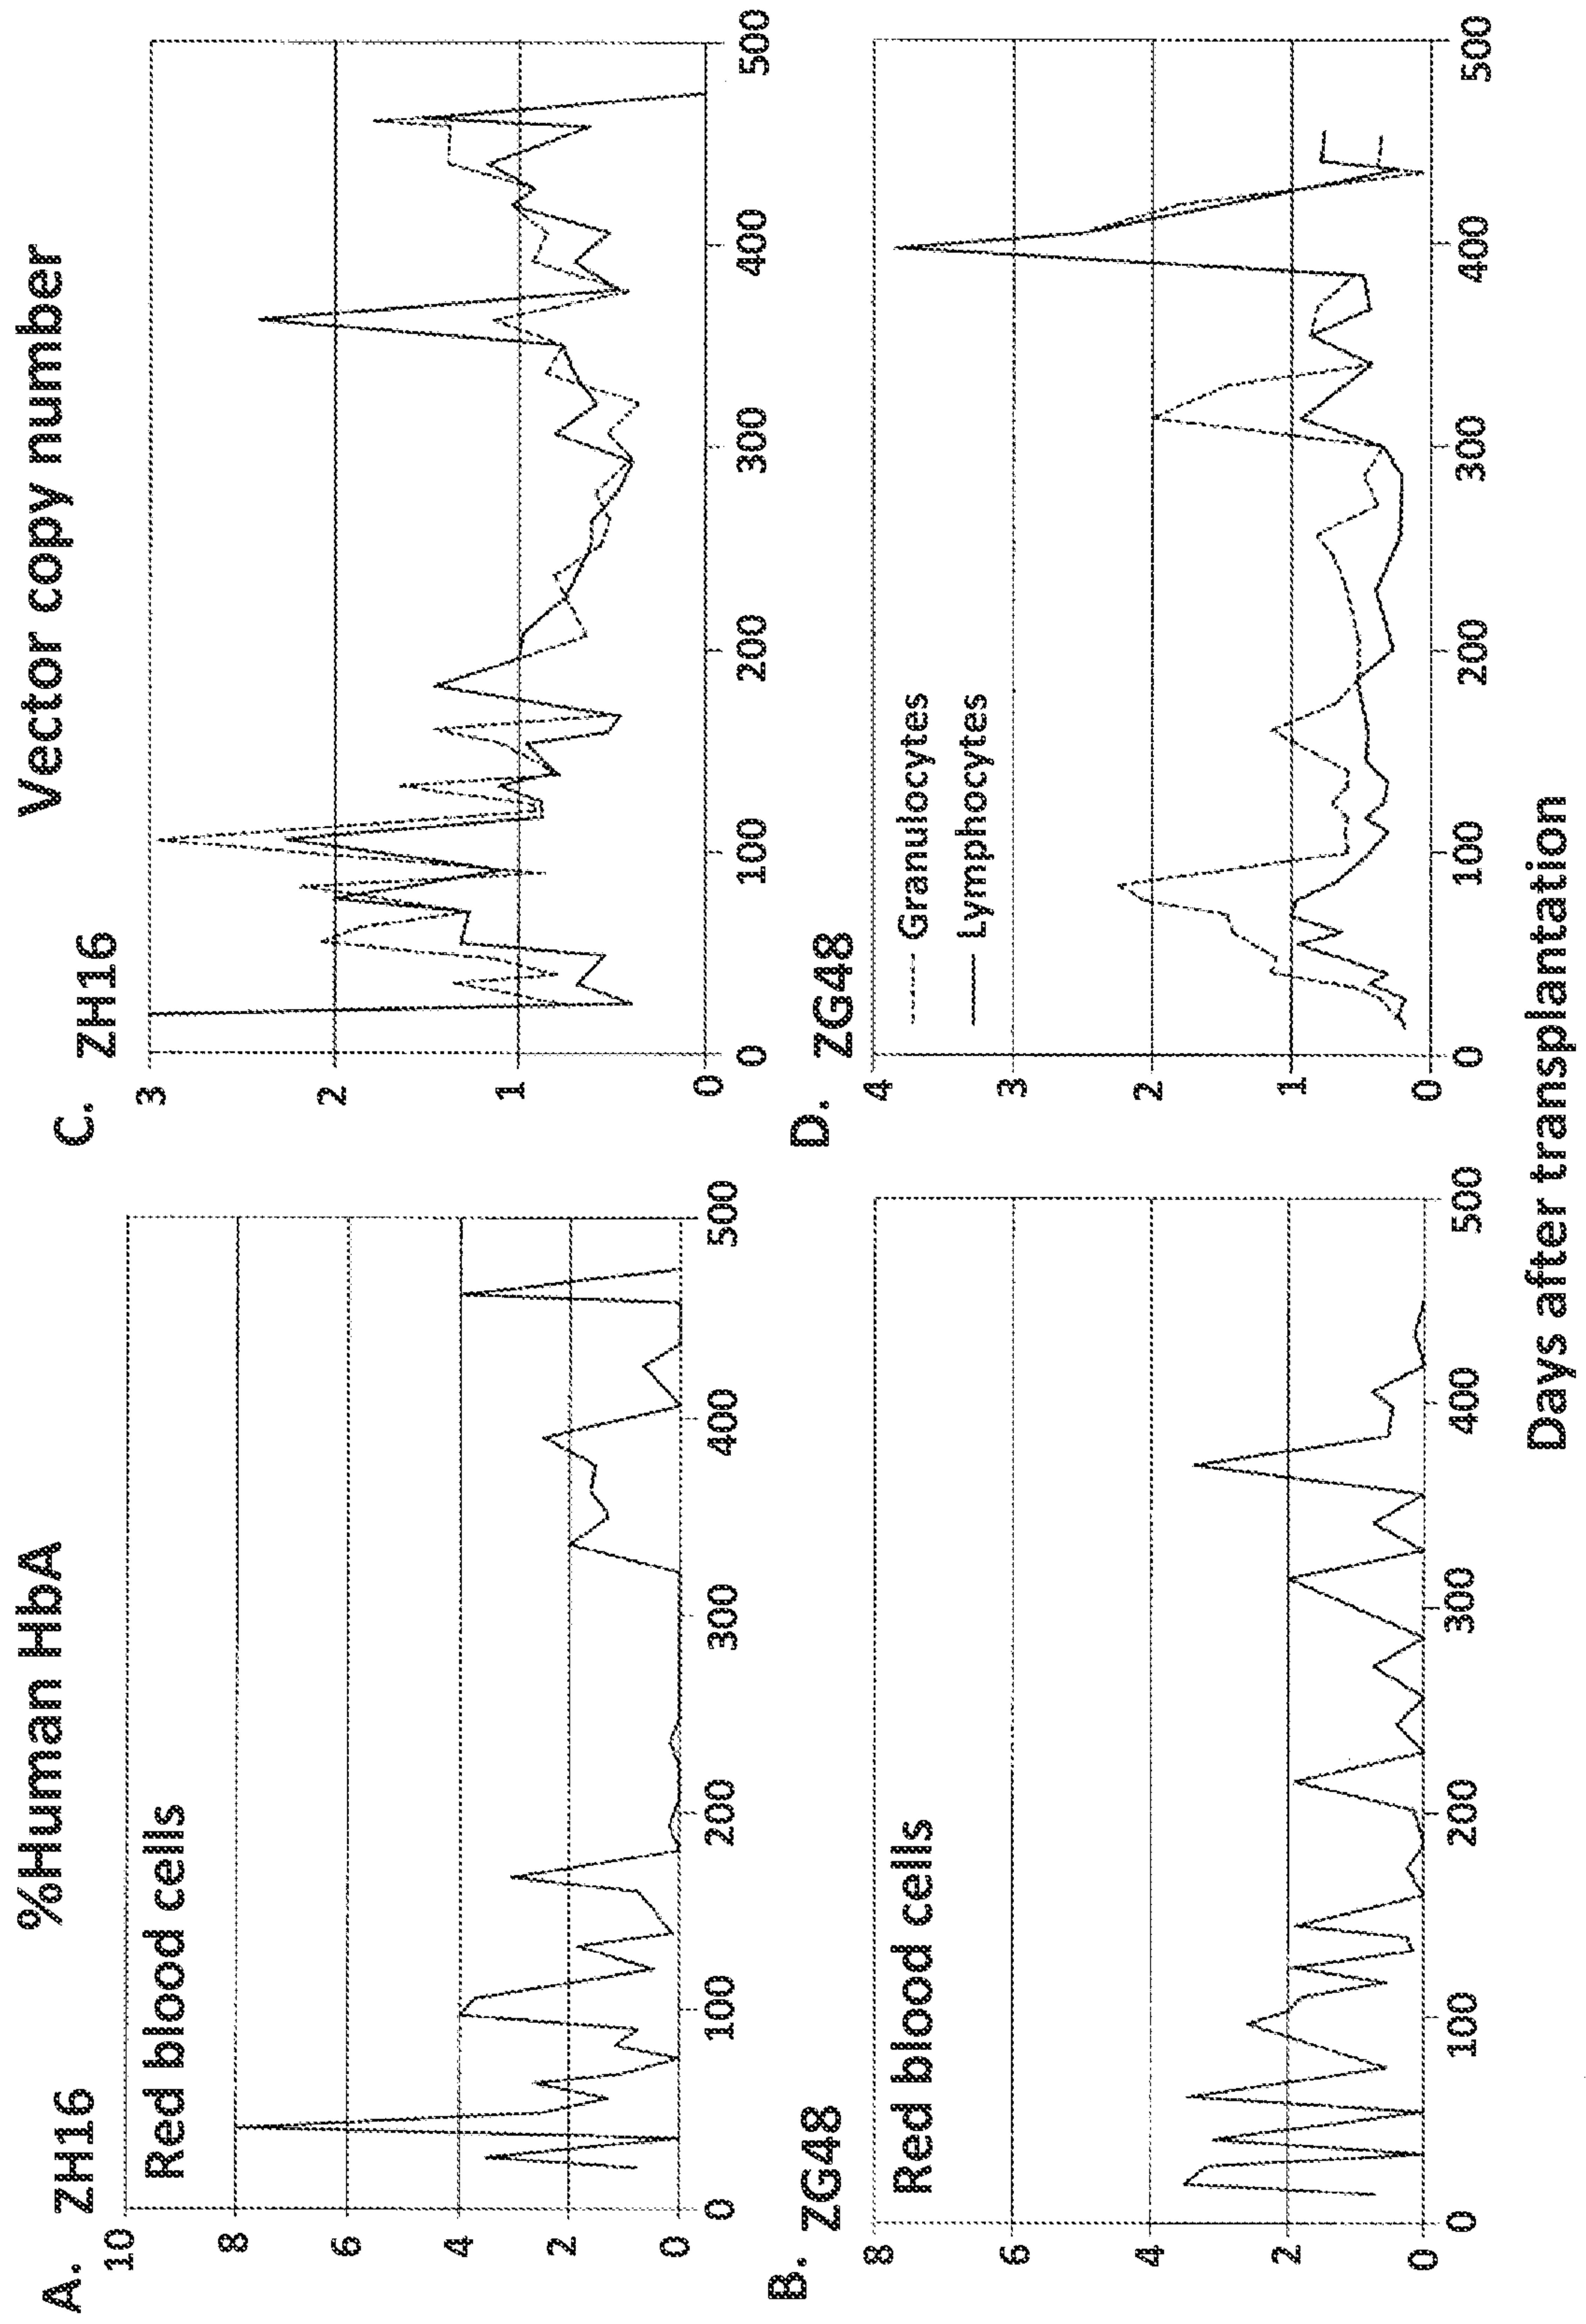 %Human HbA
A. ZH16
Red blood cells
10
8
6
4
2
0
0 100 200 300 400 500
B. ZG48
Red blood cells
8
6
4
2
0
0 100 200 300 400 500
Vector copy number
C. ZH16
3
2
1
0
0 100 200 300 400 500
D. ZG48
Granulocytes
Lymphocytes
4
3
2
1
0
0 100 200 300 400 500
Days after transplantation